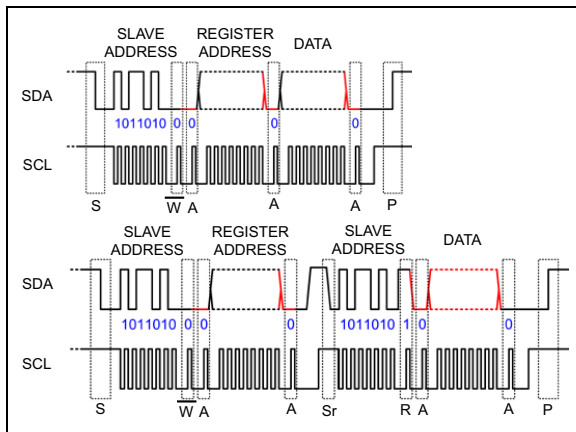 SLAVE ADDRESS REGISTER ADDRESS DATA
SDA
1011010 0 0 0 0
SCL
S W A A A P
SLAVE ADDRESS REGISTER ADDRESS SLAVE ADDRESS DATA
SDA
1011010 0 0 0 1011010 1 0 0
SCL
S W A A Sr R A A P